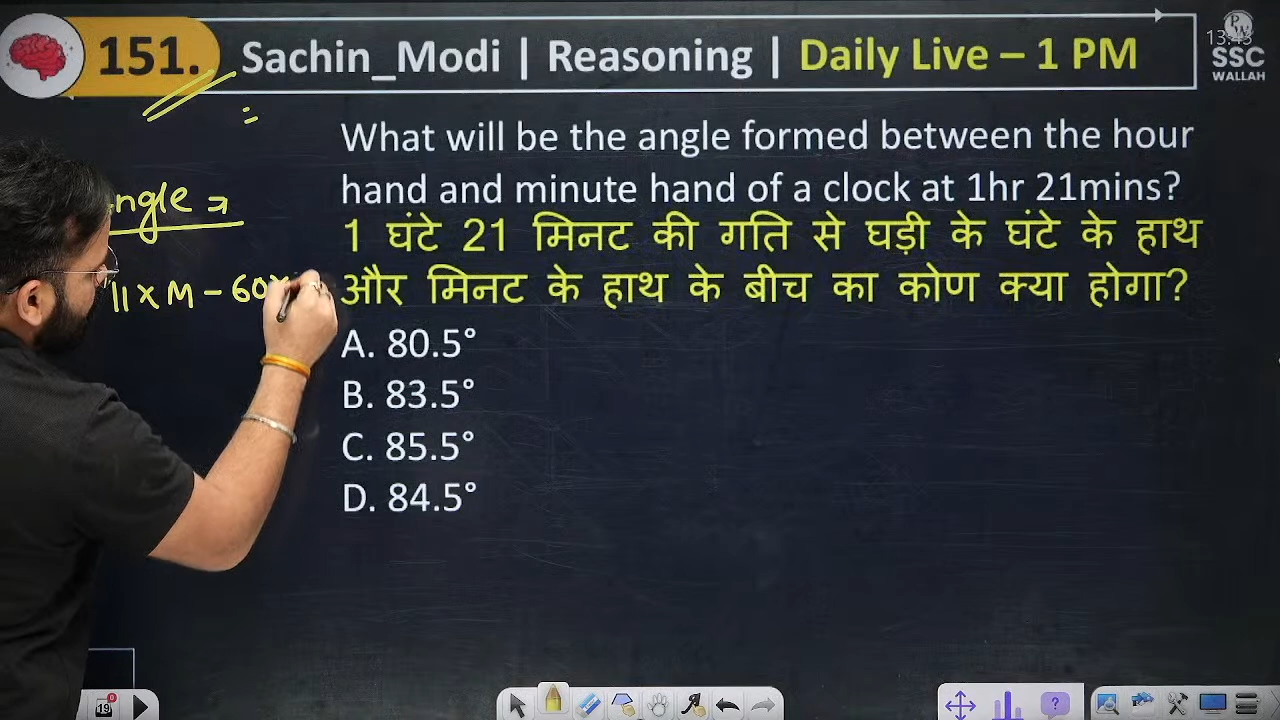 151. Sachin_Modi | Reasoning | Daily Live – 1 PM
PW
SSC
WALLAH
What will be the angle formed between the hour
hand and minute hand of a clock at 1hr 21mins?
1 घंटे 21 मिनट की गति से घड़ी के घंटे के हाथ
और मिनट के हाथ के बीच का कोण क्या होगा?
A. 80.5°
B. 83.5°
C. 85.5°
D. 84.5°
ngle ⇒
11 × M – 60
19